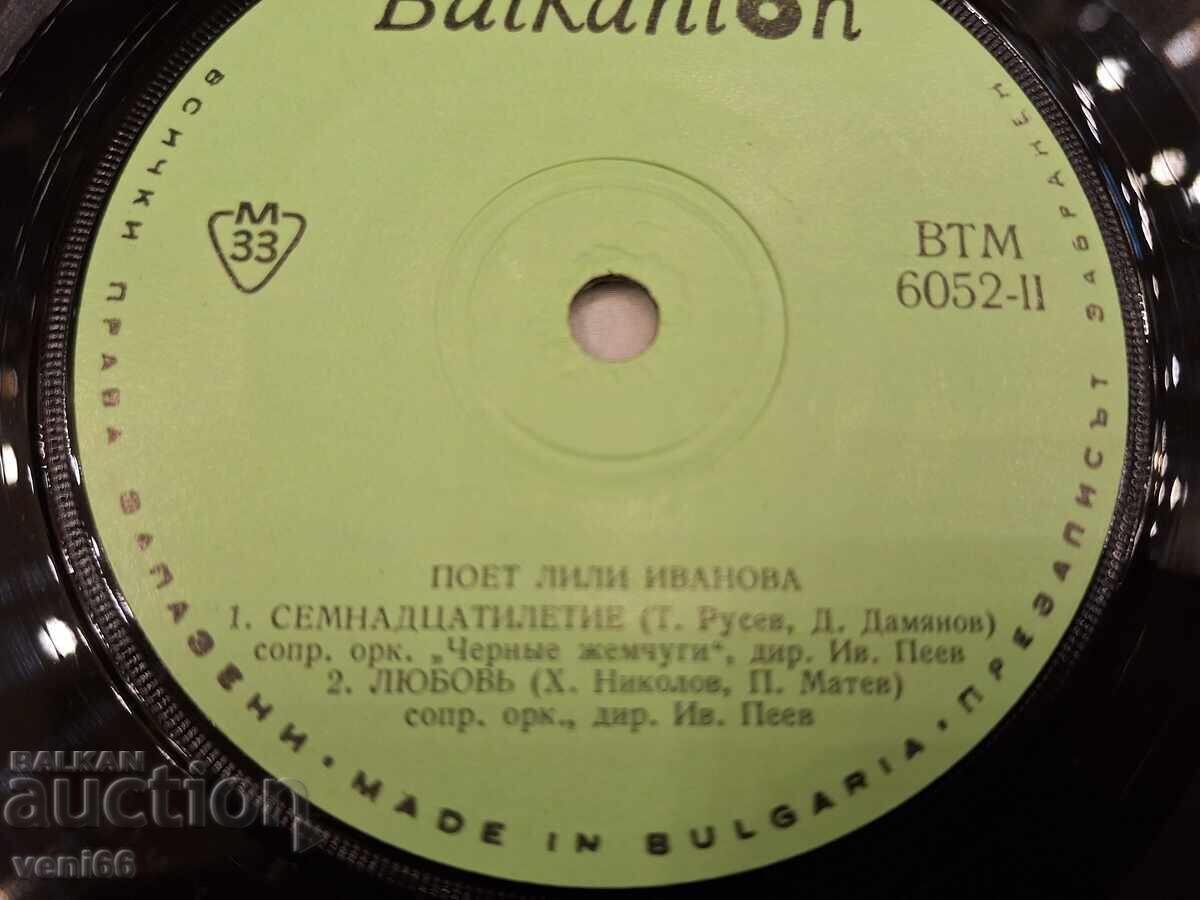 Balkanton
ВСИЧКИ ПРАВА ЗАПАЗЕНИ • MADE IN BULGARIA • ПРЕЗАПИСЪТ ЗАБРАНЕН
М
33
ВТМ
6052-II
ПОЕТ ЛИЛИ ИВАНОВА
1. СЕМНАДЦАТИЛЕТИЕ (Т. Русев, Д. Дамянов)
сопр. орк. „Черные жемчуги“, дир. Ив. Пеев
2. ЛЮБОВЬ (Х. Николов, П. Матев)
сопр. орк., дир. Ив. Пеев
BALKAN
auction
veni66